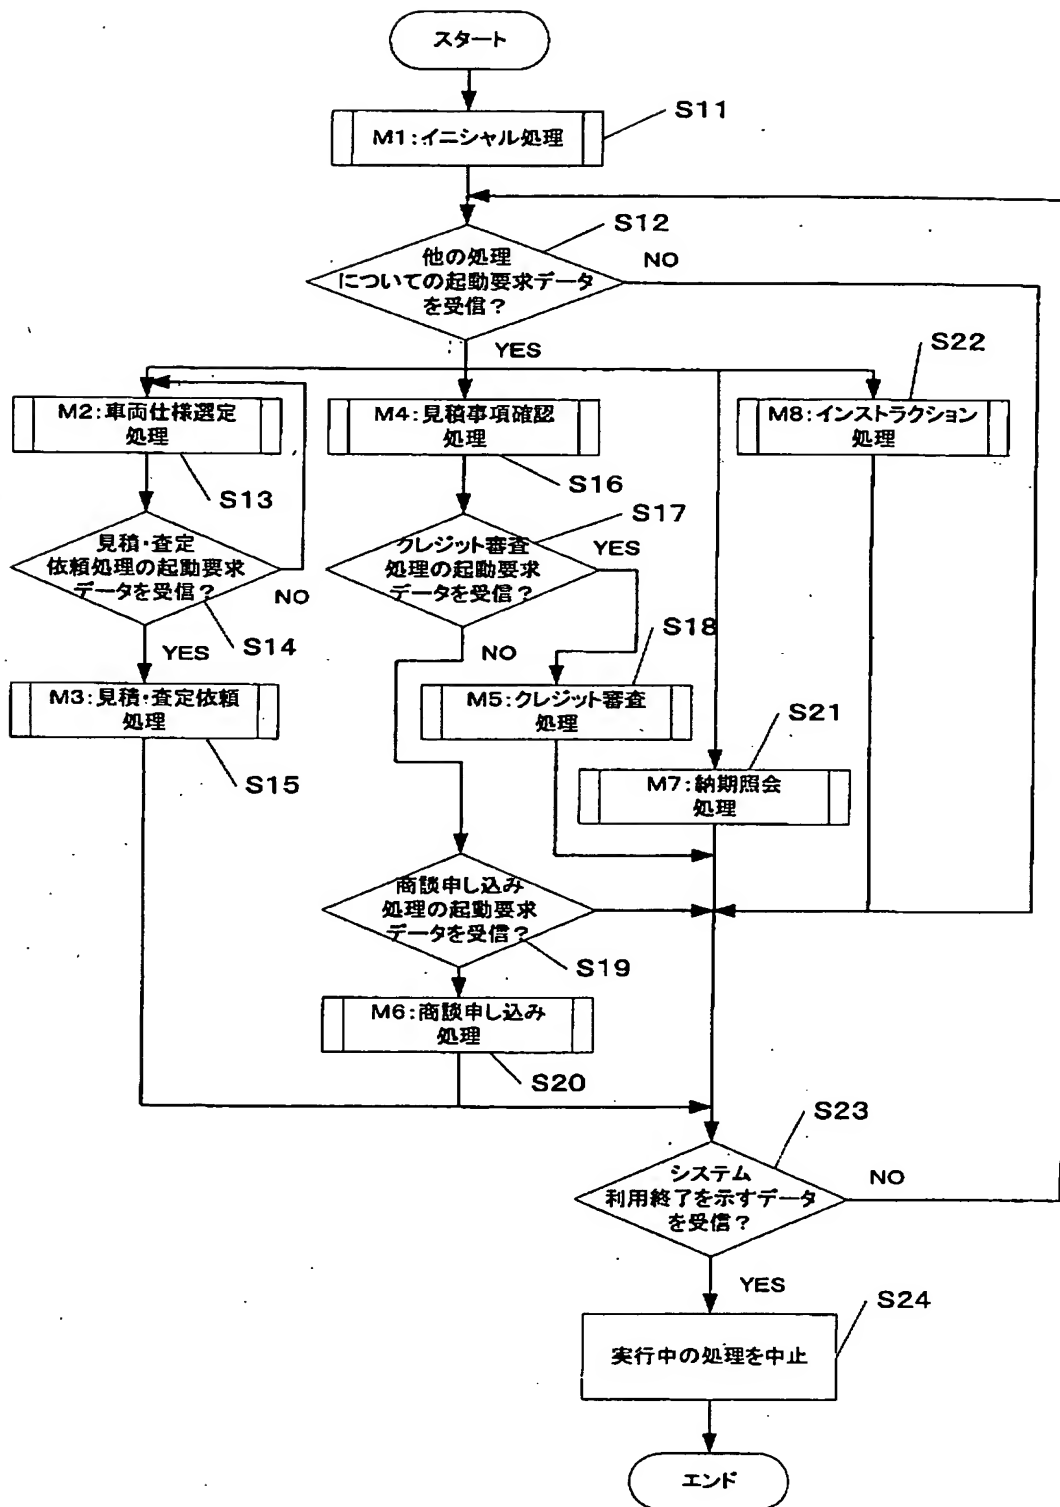 スタート
M1:イニシャル処理
S11
S12
他の処理
についての起動要求データ
を受信?
NO
YES
S22
M2:車両仕様選定
処理
M4:見積事項確認
処理
M8:インストラクション
処理
S13
S16
S17
見積・査定
依頼処理の起動要求
データを受信?
NO
クレジット審査
処理の起動要求
データを受信?
YES
S14
YES
NO
S18
M3:見積・査定依頼
処理
M5:クレジット審査
処理
S15
S21
M7:納期照会
処理
商談申し込み
処理の起動要求
データを受信?
S19
M6:商談申し込み
処理
S20
S23
システム
利用終了を示すデータ
を受信?
NO
YES
S24
実行中の処理を中止
エンド